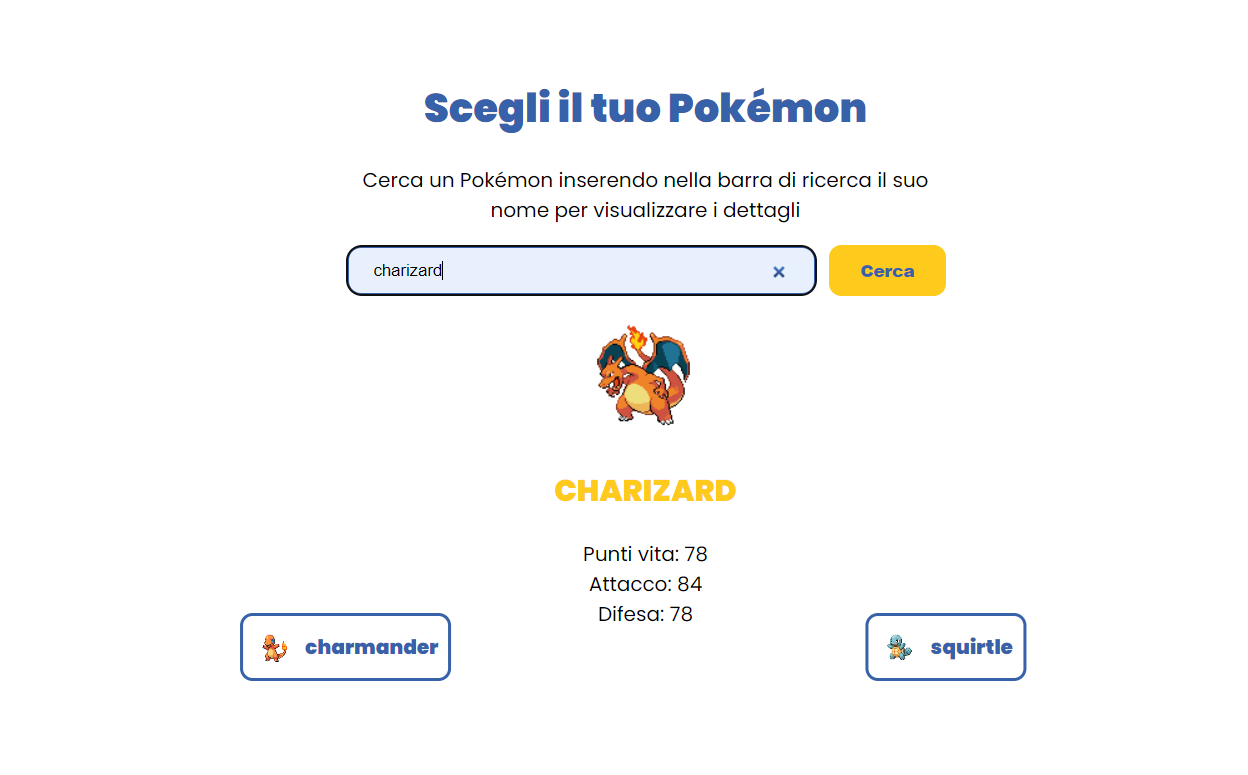 Scegli il tuo Pokémon
Cerca un Pokémon inserendo nella barra di ricerca il suo
nome per visualizzare i dettagli
charizard
Cerca
CHARIZARD
Punti vita: 78
Attacco: 84
Difesa: 78
charmander
squirtle